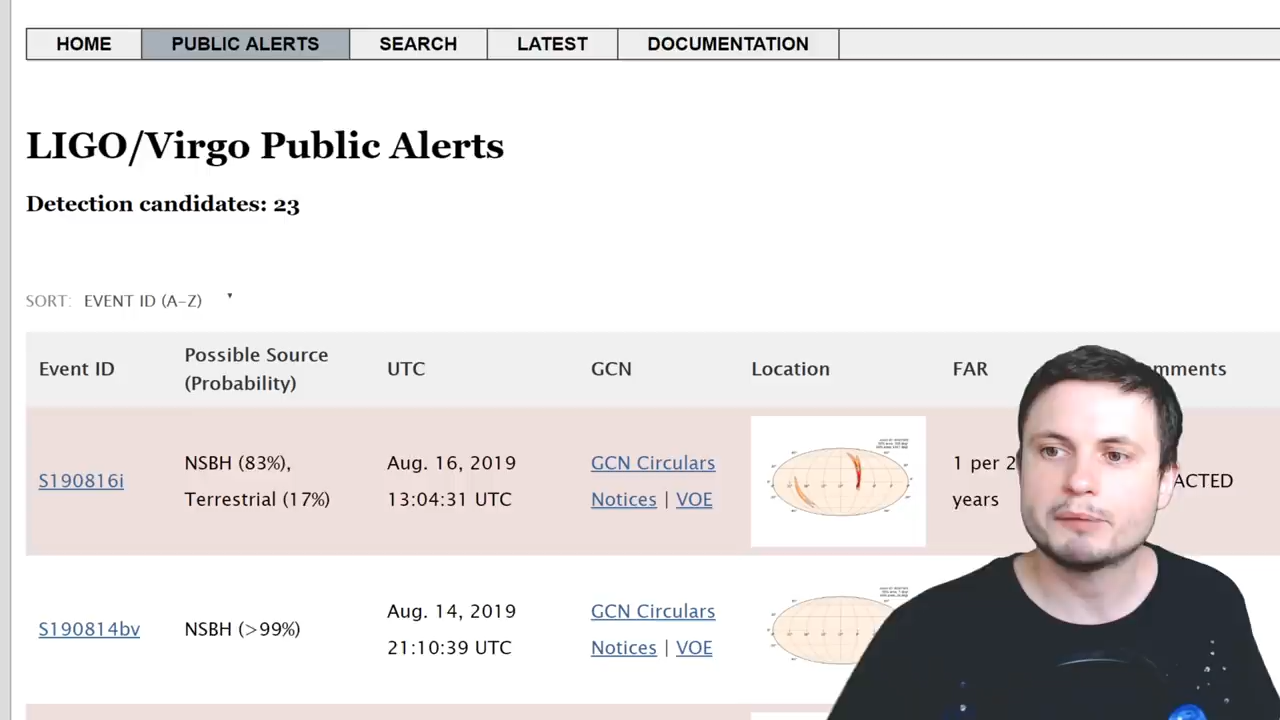 HOME PUBLIC ALERTS SEARCH LATEST DOCUMENTATION
LIGO/Virgo Public Alerts
Detection candidates: 23
SORT: EVENT ID (A–Z)
Event ID Possible Source (Probability) UTC GCN Location FAR mments
S190816i NSBH (83%), Terrestrial (17%) Aug. 16, 2019 13:04:31 UTC GCN Circulars Notices | VOE 1 per 2 years ACTED
S190814bv NSBH (>99%) Aug. 14, 2019 21:10:39 UTC GCN Circulars Notices | VOE